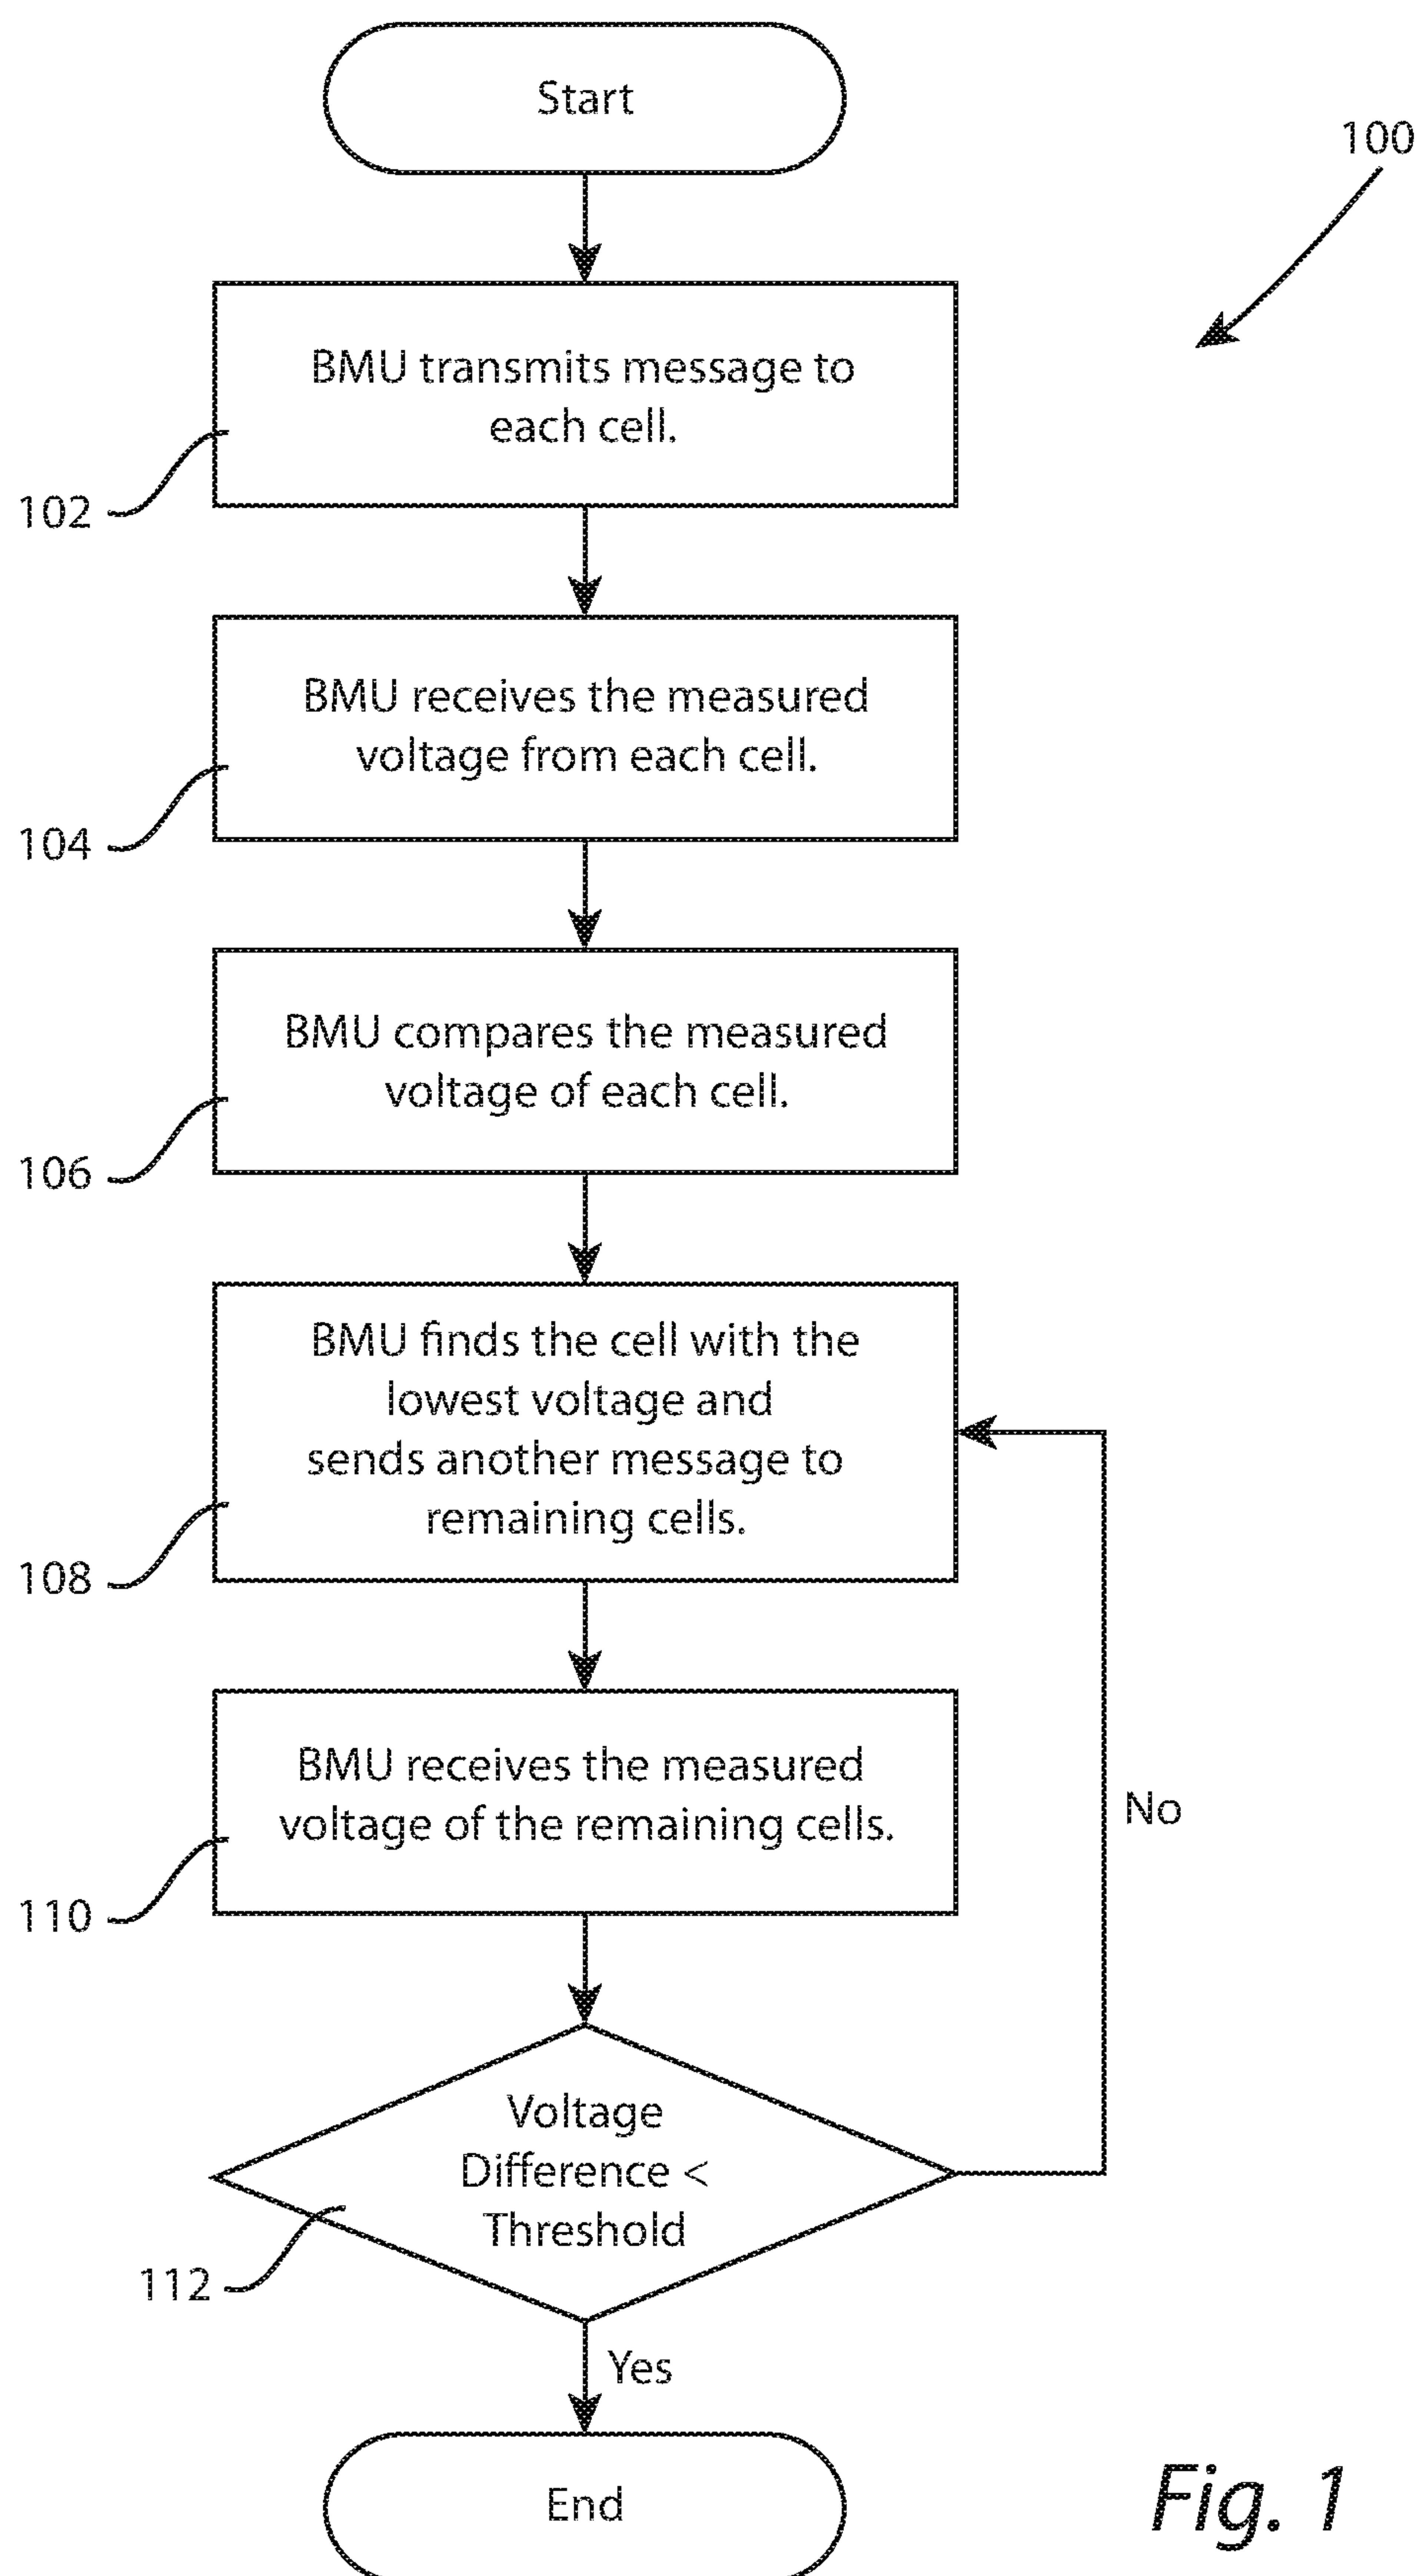 Start
100
BMU transmits message to
each cell.
102
BMU receives the measured
voltage from each cell.
104
BMU compares the measured
voltage of each cell.
106
BMU finds the cell with the
lowest voltage and
sends another message to
remaining cells.
108
BMU receives the measured
voltage of the remaining cells.
No
110
Voltage
Difference <
Threshold
112
Yes
End
Fig. 1